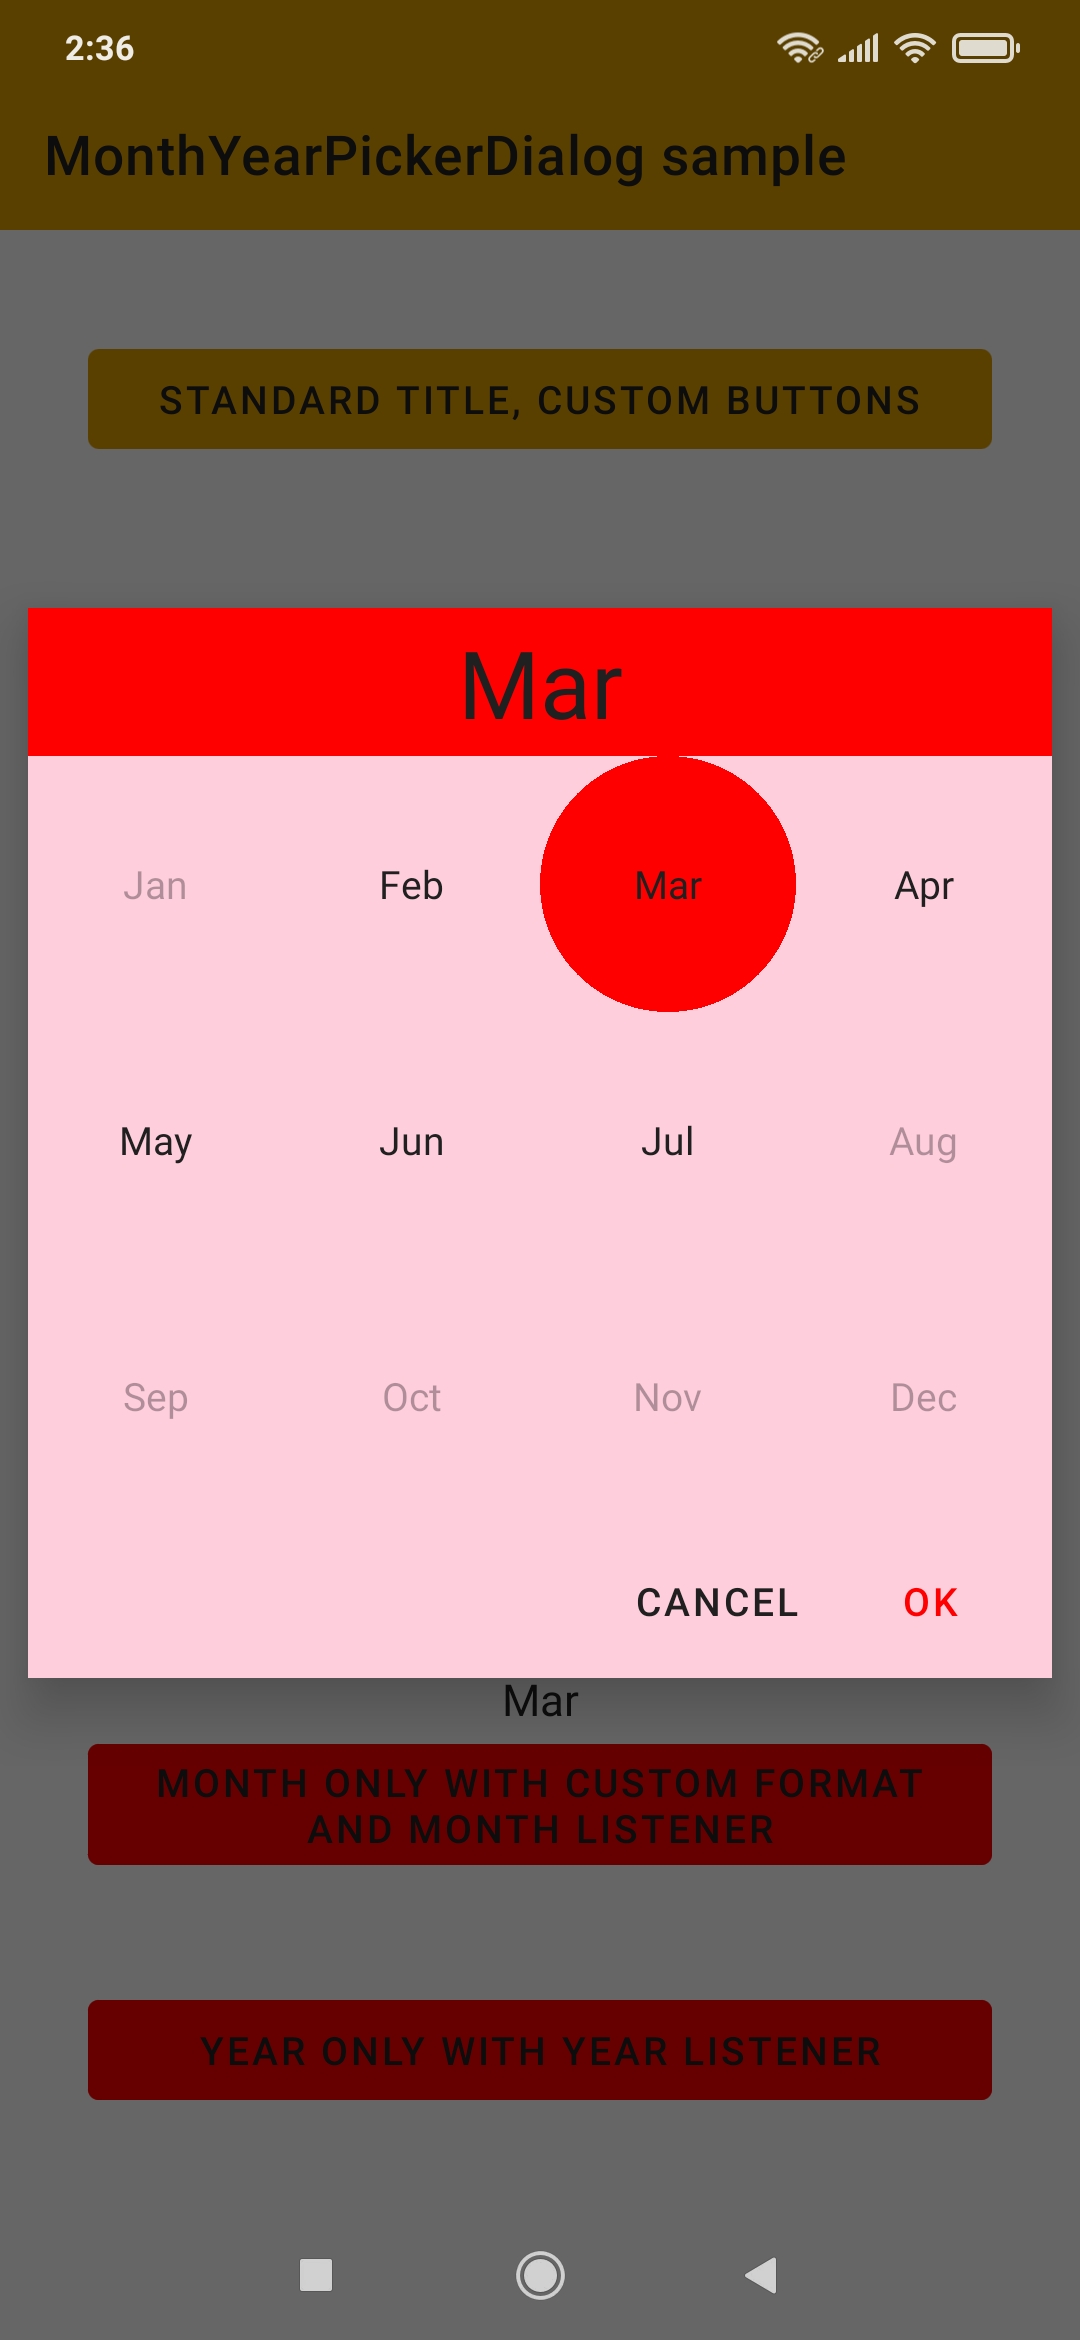 2:36
MonthYearPickerDialog sample
STANDARD TITLE, CUSTOM BUTTONS
Mar
Jan Feb Mar Apr
May Jun Jul Aug
Sep Oct Nov Dec
CANCEL OK
Mar
MONTH ONLY WITH CUSTOM FORMAT
AND MONTH LISTENER
YEAR ONLY WITH YEAR LISTENER